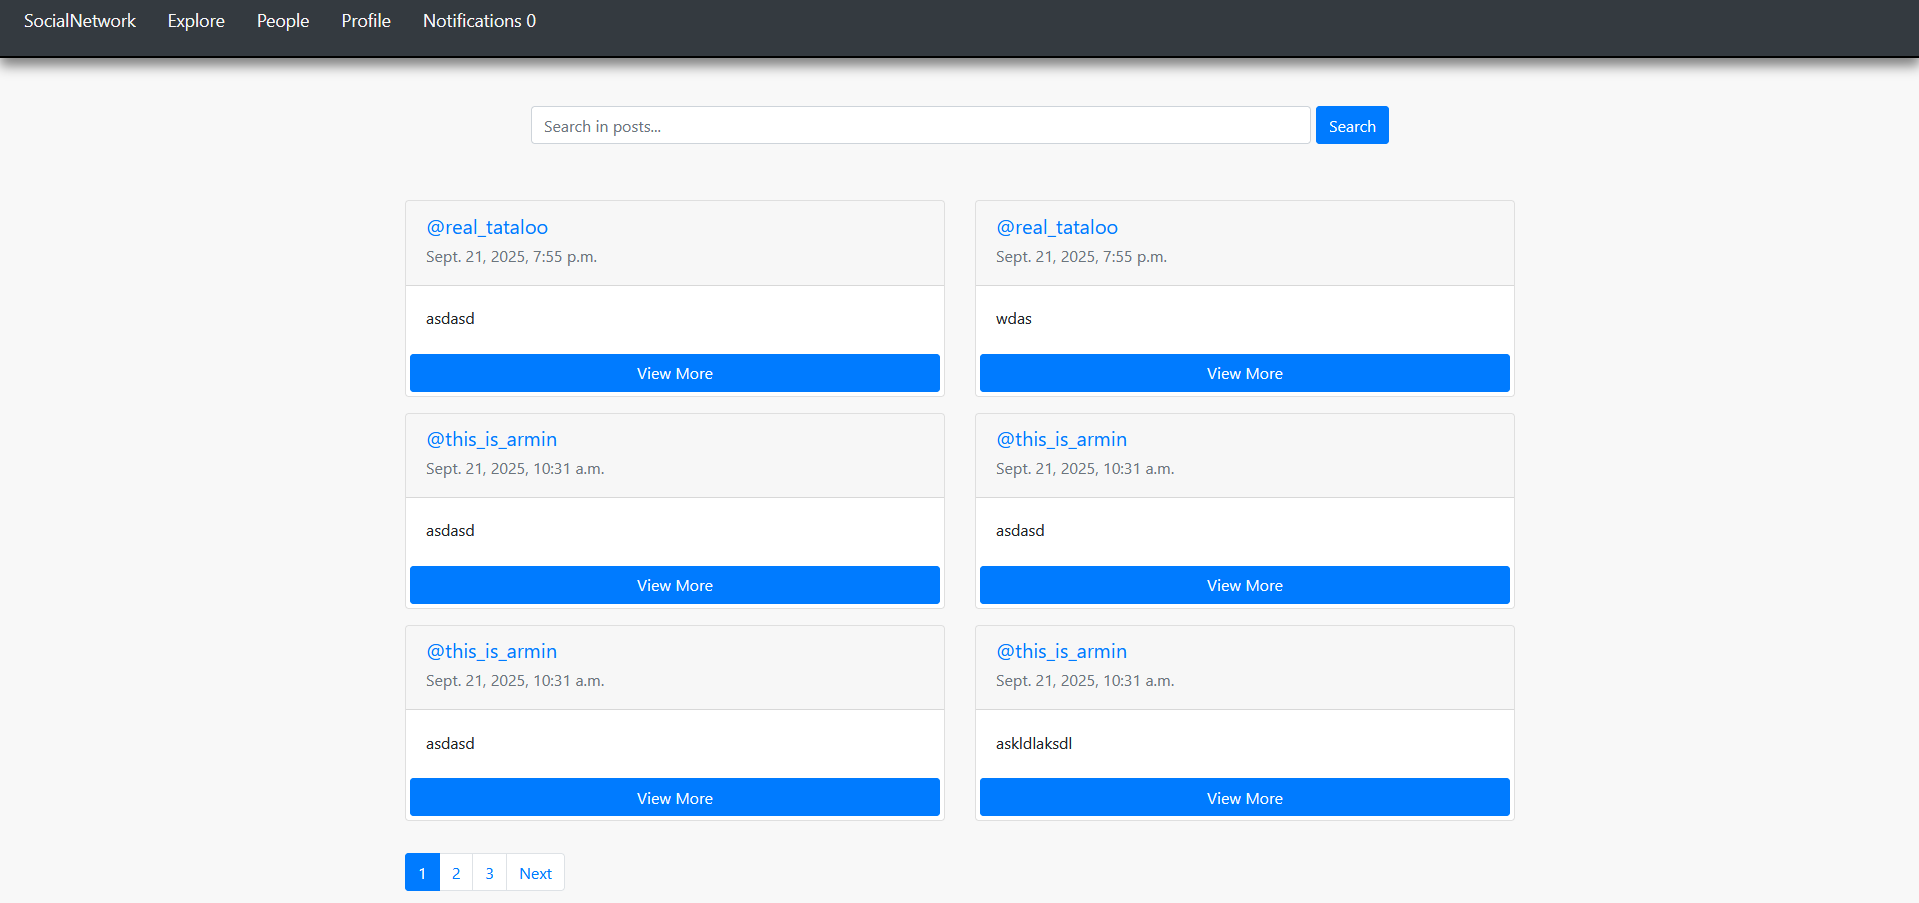 SocialNetwork Explore People Profile Notifications 0
Search in posts... Search
@real_tataloo
Sept. 21, 2025, 7:55 p.m.
asdasd
View More
@real_tataloo
Sept. 21, 2025, 7:55 p.m.
wdas
View More
@this_is_armin
Sept. 21, 2025, 10:31 a.m.
asdasd
View More
@this_is_armin
Sept. 21, 2025, 10:31 a.m.
asdasd
View More
@this_is_armin
Sept. 21, 2025, 10:31 a.m.
asdasd
View More
@this_is_armin
Sept. 21, 2025, 10:31 a.m.
askldlaksdl
View More
1 2 3 Next